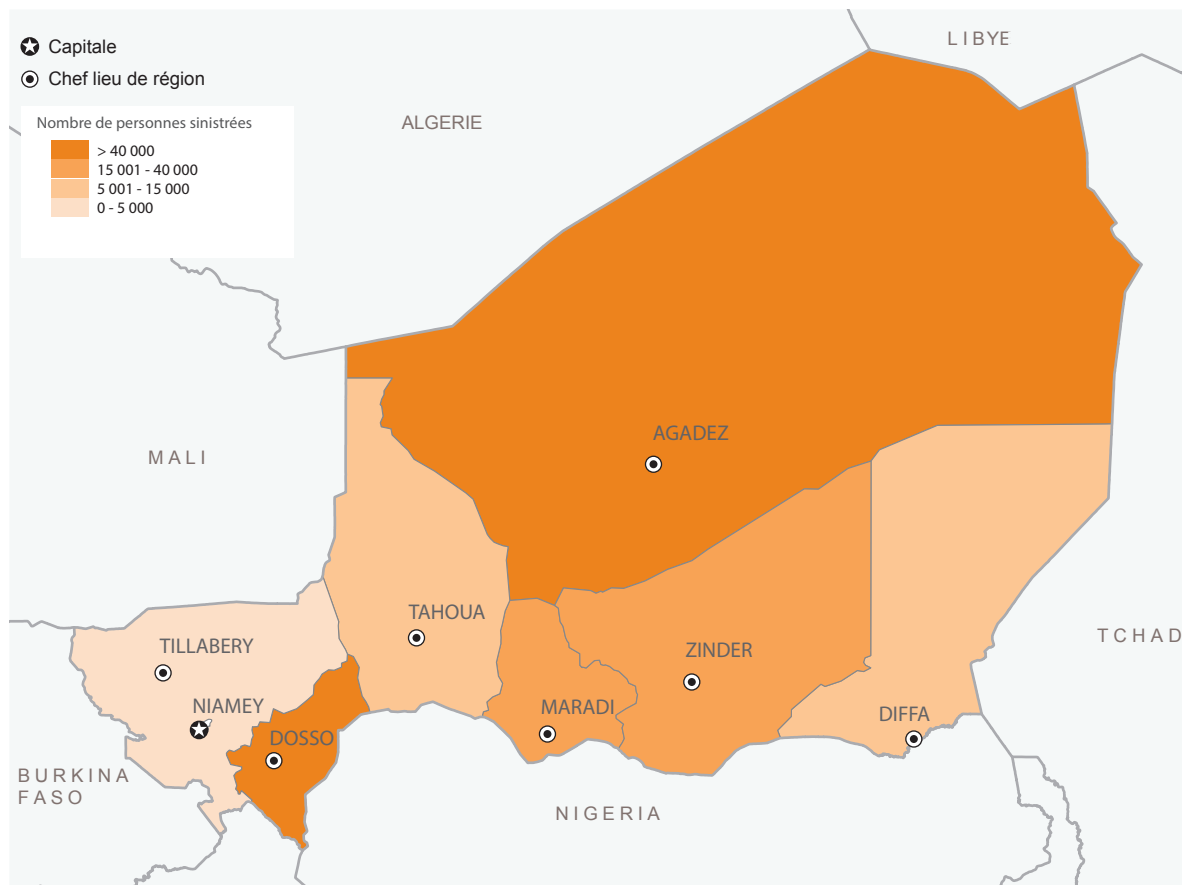 Capitale
Chef lieu de région
Nombre de personnes sinistrées
> 40 000
15 001 - 40 000
5 001 - 15 000
0 - 5 000
LIBYE
ALGERIE
AGADEZ
MALI
TAHOUA
TCHAD
TILLABERY
ZINDER
NIAMEY
MARADI
DIFFA
DOSSO
BURKINA
FASO
NIGERIA